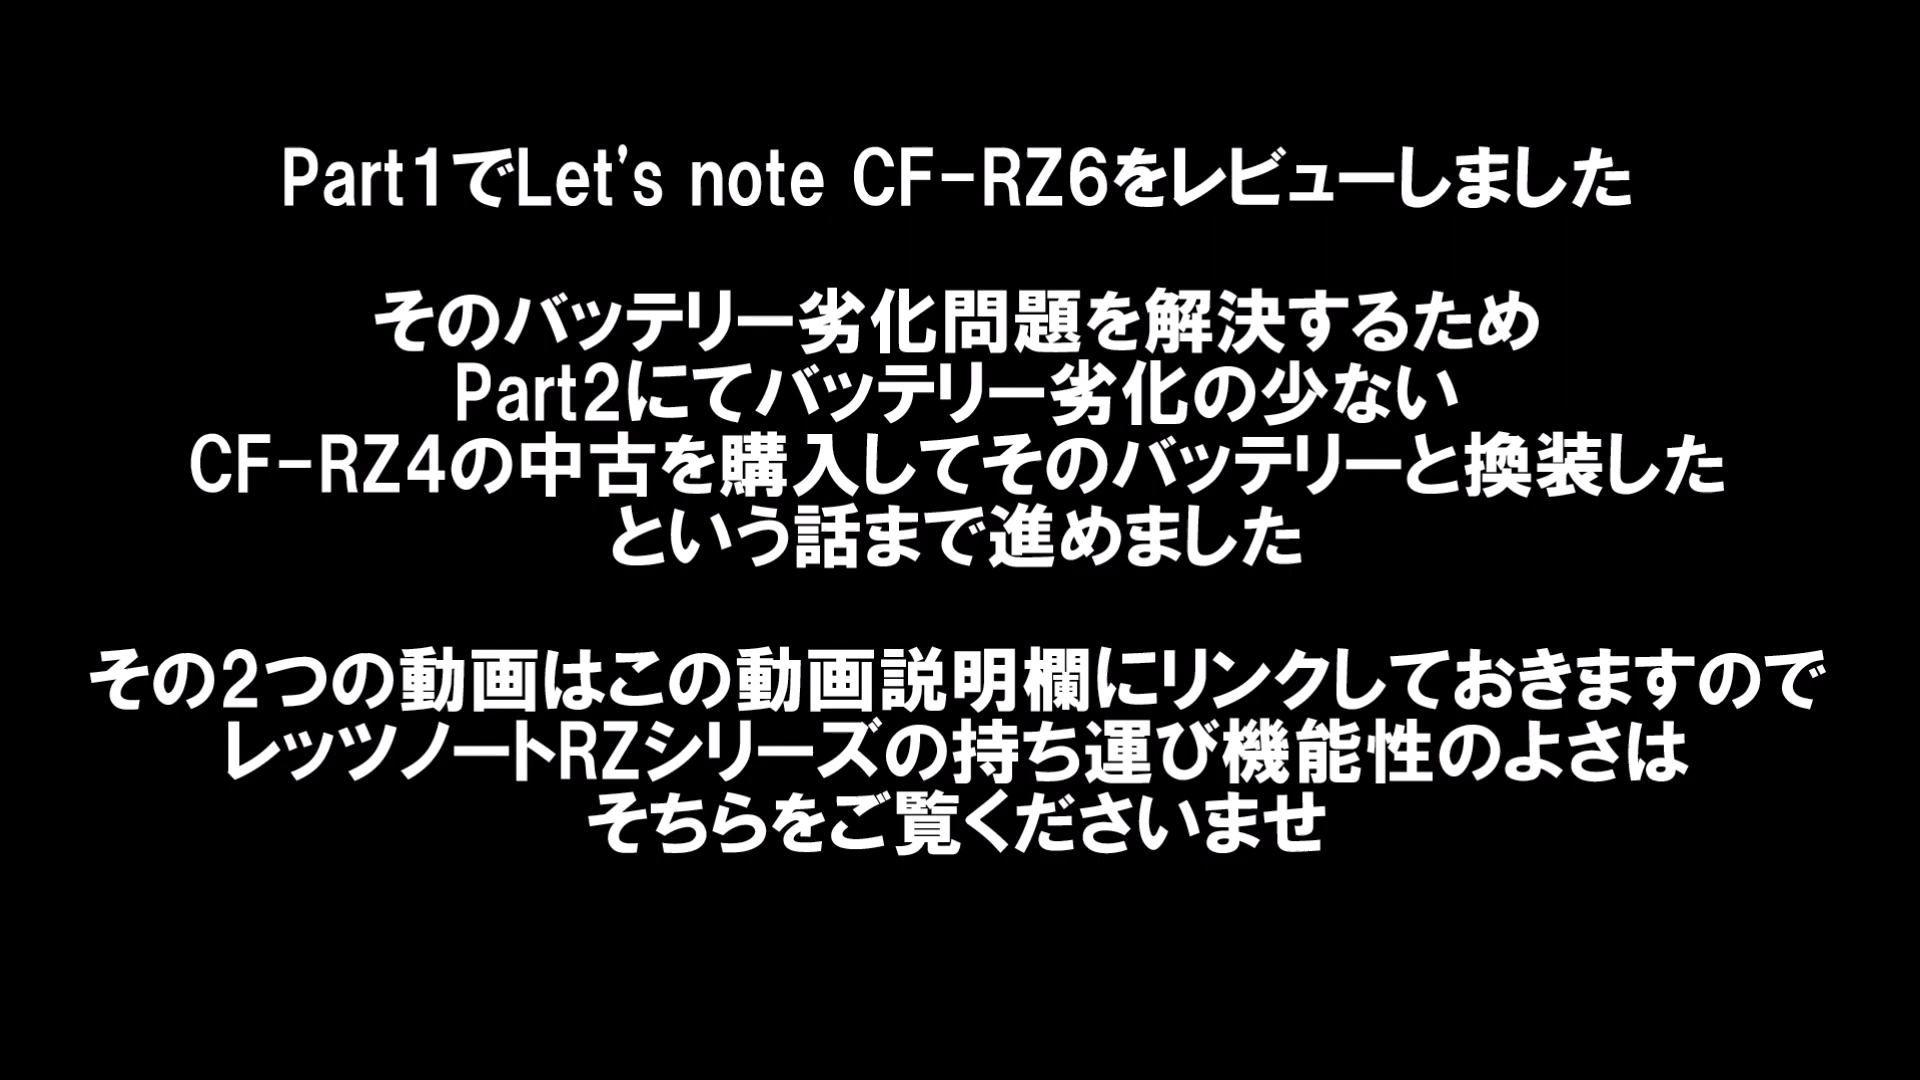 Part1でLet's note CF-RZ6をレビューしました
そのバッテリー劣化問題を解決するため
Part2にてバッテリー劣化の少ない
CF-RZ4の中古を購入してそのバッテリーと換装した
という話まで進めました
その2つの動画はこの動画説明欄にリンクしておきますので
レッツノートRZシリーズの持ち運び機能性のよさは
そちらをご覧くださいませ